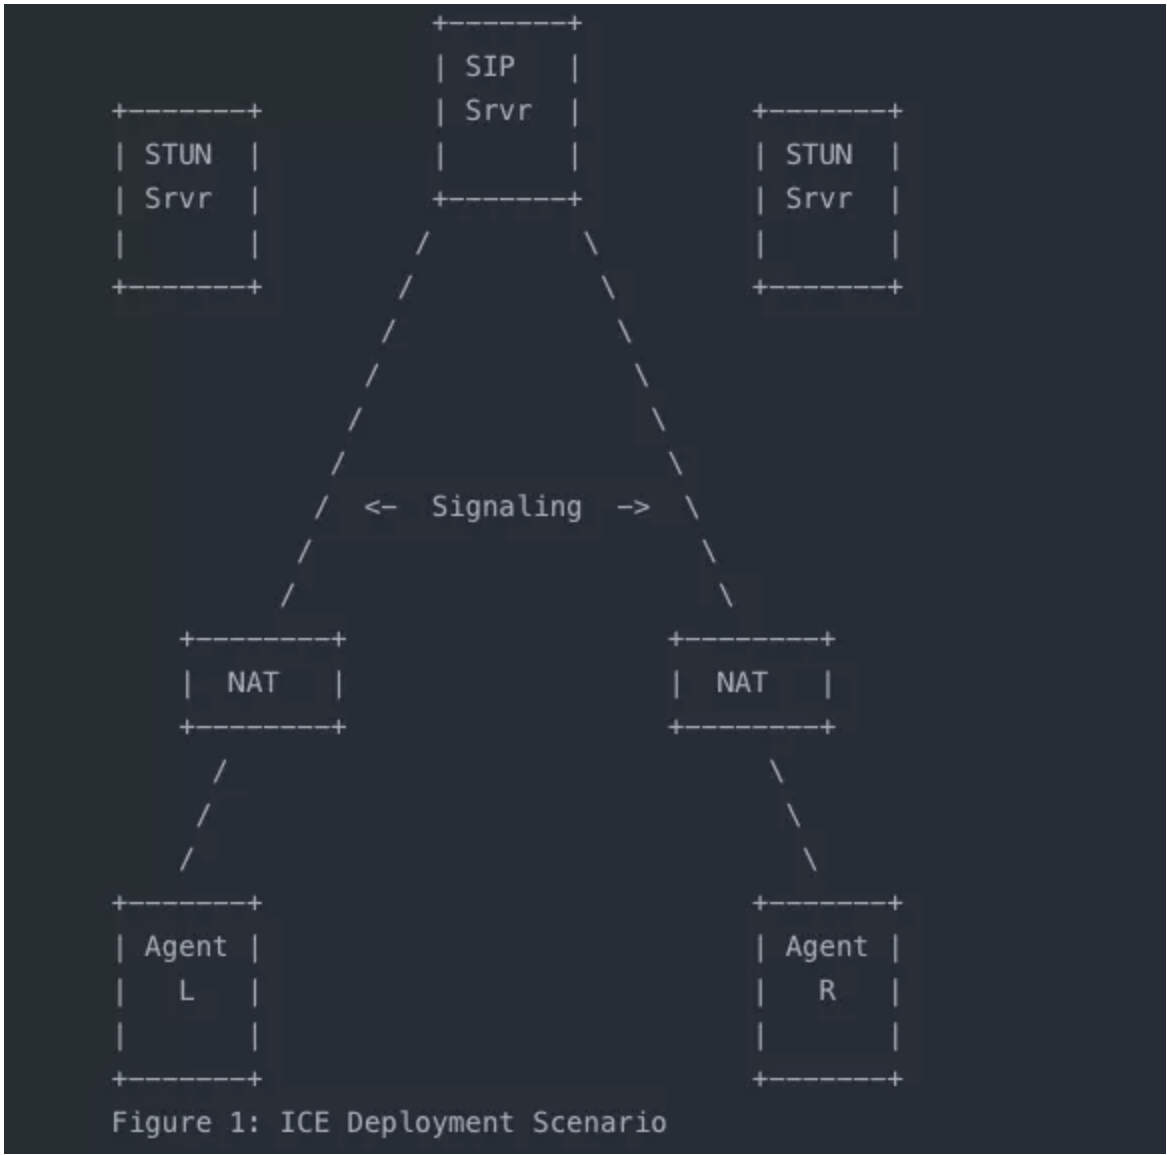 +-------+
| SIP   |
+-------+ | Srvr  | +-------+
| STUN  | |       | | STUN  |
| Srvr  | +-------+ | Srvr  |
|       | / \ |       |
+-------+ / \ +-------+
/ \
/ \
/ \
/ \
/ <-  Signaling  -> \
/ \
/ \
+--------+ +--------+
|  NAT   | |  NAT   |
+--------+ +--------+
/ \
/ \
/ \
+-------+ +-------+
| Agent | | Agent |
|   L   | |   R   |
|       | |       |
+-------+ +-------+
Figure 1: ICE Deployment Scenario